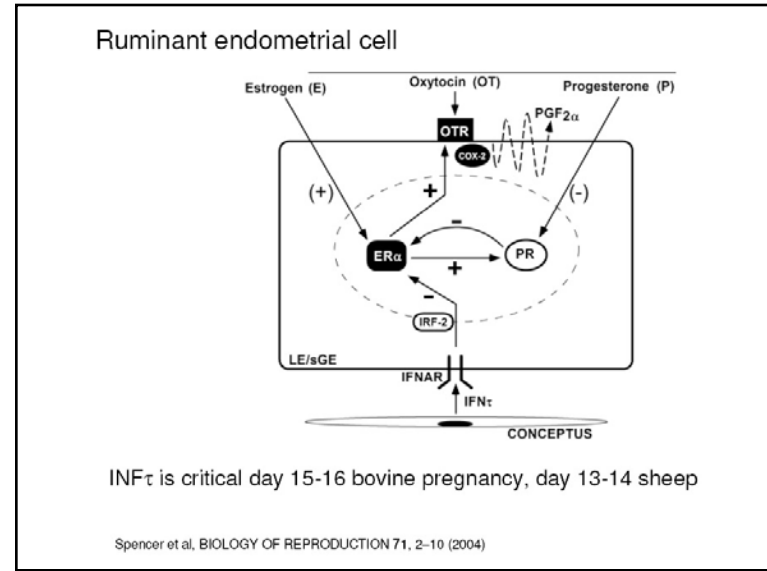 Ruminant endometrial cell
Estrogen (E)
Oxytocin (OT)
Progesterone (P)
PGF2α
OTR
COX-2
(+)
+
(-)
-
ERα
PR
+
-
IRF-2
LE/sGE
IFNAR
IFNτ
CONCEPTUS
INFτ is critical day 15-16 bovine pregnancy, day 13-14 sheep
Spencer et al, BIOLOGY OF REPRODUCTION 71, 2–10 (2004)